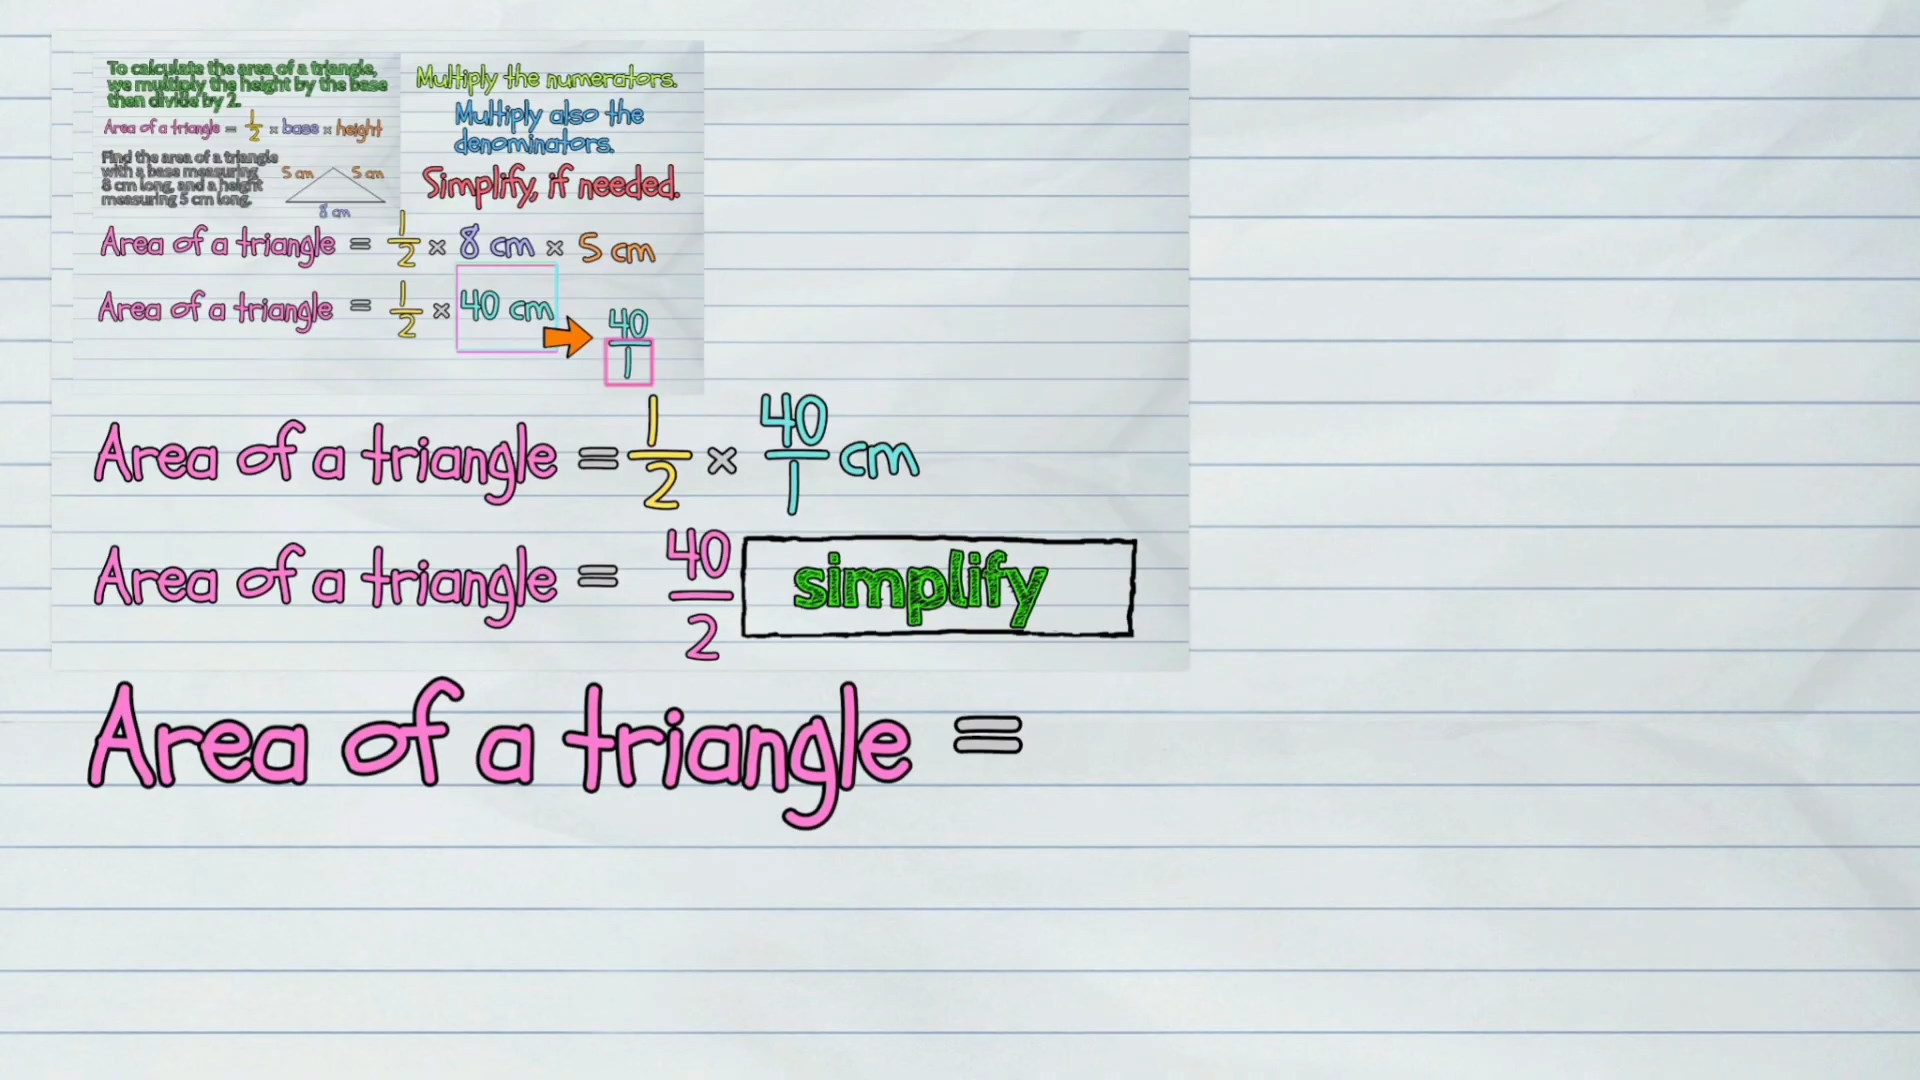 To calculate the area of a triangle,
we multiply the height by the base
then divide by 2.
Area of a triangle = 1/2 × base × height
Find the area of a triangle
with a base measuring
8 cm long, and a height
measuring 5 cm long.
5 cm 5 cm
8 cm
Multiply the numerators.
Multiply also the
denominators.
Simplify, if needed.
Area of a triangle = 1/2 × 8 cm × 5 cm
Area of a triangle = 1/2 × 40 cm
40/1
Area of a triangle = 1/2 × 40/1 cm
Area of a triangle = 40/2 simplify
Area of a triangle =